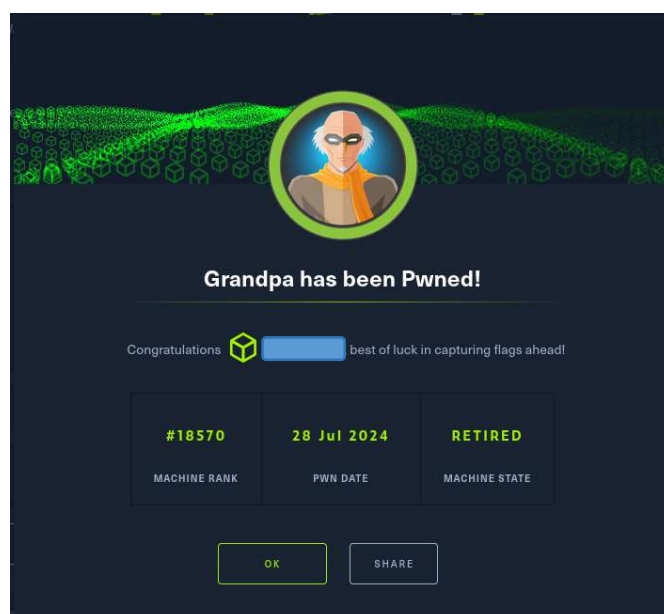 Grandpa has been Pwned!
Congratulations best of luck in capturing flags ahead!
#18570 28 Jul 2024 RETIRED
MACHINE RANK PWN DATE MACHINE STATE
OK SHARE